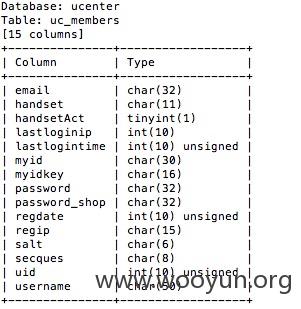 Database: ucenter
Table: uc_members
[15 columns]
+---------------+------------------+
| Column | Type |
+---------------+------------------+
| email | char(32) |
| handset | char(11) |
| handsetAct | tinyint(1) |
| lastloginip | int(10) |
| lastlogintime | int(10) unsigned |
| myid | char(30) |
| myidkey | char(16) |
| password | char(32) |
| password_shop | char(32) |
| regdate | int(10) unsigned |
| regip | char(15) |
| salt | char(6) |
| secques | char(8) |
| uid | int(10) unsigned |
www.wooyun.org
| username | char(50) |
+---------------+------------------+